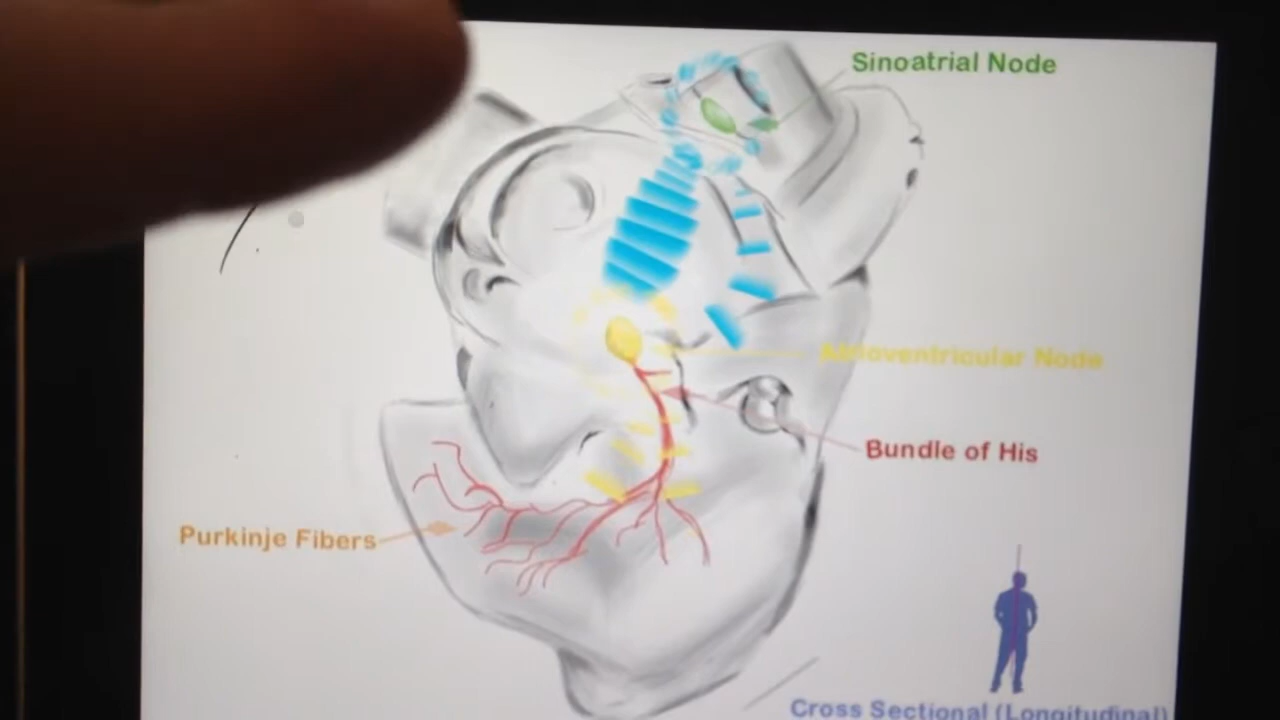 Sinoatrial Node
Atrioventricular Node
Bundle of His
Purkinje Fibers
Cross Sectional (Longitudinal)